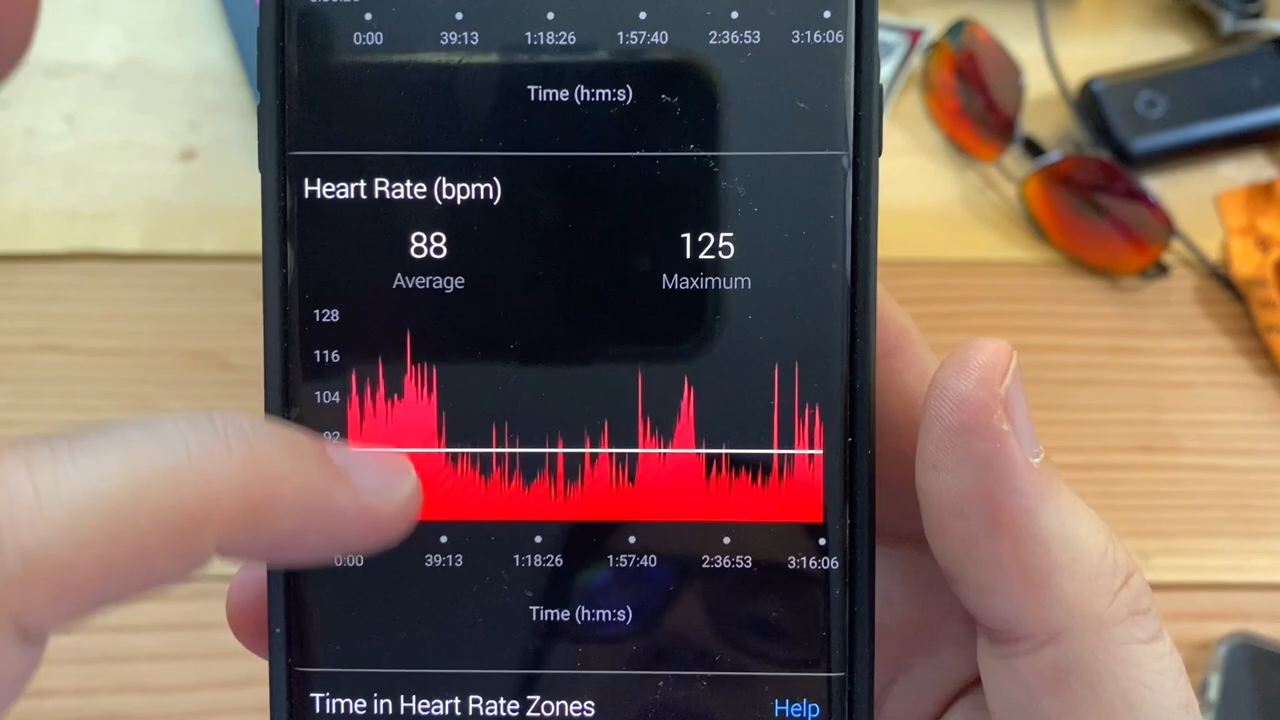 0:00 39:13 1:18:26 1:57:40 2:36:53 3:16:06
Time (h:m:s)
Heart Rate (bpm)
88 125
Average Maximum
128
116
104
92
0:00 39:13 1:18:26 1:57:40 2:36:53 3:16:06
Time (h:m:s)
Time in Heart Rate Zones Help